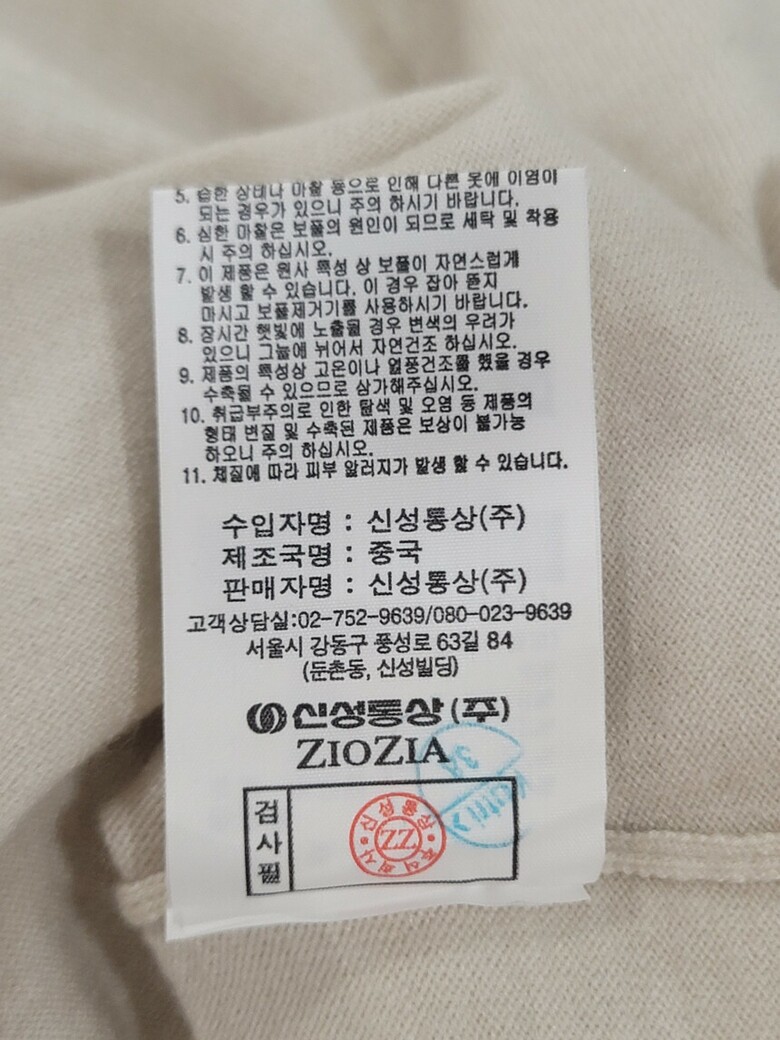 5. 습한 상태나 마찰 등으로 인해 다른 옷에 이염이
되는 경우가 있으니 주의 하시기 바랍니다.
6. 심한 마찰은 보풀의 원인이 되므로 세탁 및 착용
시 주의 하십시오.
7. 이 제품은 원사 특성 상 보풀이 자연스럽게
발생 할 수 있습니다. 이 경우 잡아 뜯지
마시고 보풀제거기를 사용하시기 바랍니다.
8. 장시간 햇빛에 노출될 경우 변색의 우려가
있으니 그늘에 뉘어서 자연건조 하십시오.
9. 제품의 특성상 고온이나 열풍건조를 했을 경우
수축될 수 있으므로 삼가해주십시오.
10. 취급부주의로 인한 탈색 및 오염 등 제품의
형태 변질 및 수축된 제품은 보상이 불가능
하오니 주의 하십시오.
11. 체질에 따라 피부 알러지가 발생 할 수 있습니다.
수입자명 : 신성통상(주)
제조국명 : 중국
판매자명 : 신성통상(주)
고객상담실:02-752-9639/080-023-9639
서울시 강동구 풍성로 63길 84
(둔촌동, 신성빌딩)
신성통상(주)
ZIOZIA
검사필
신성통상
ZZ
주식회사
34